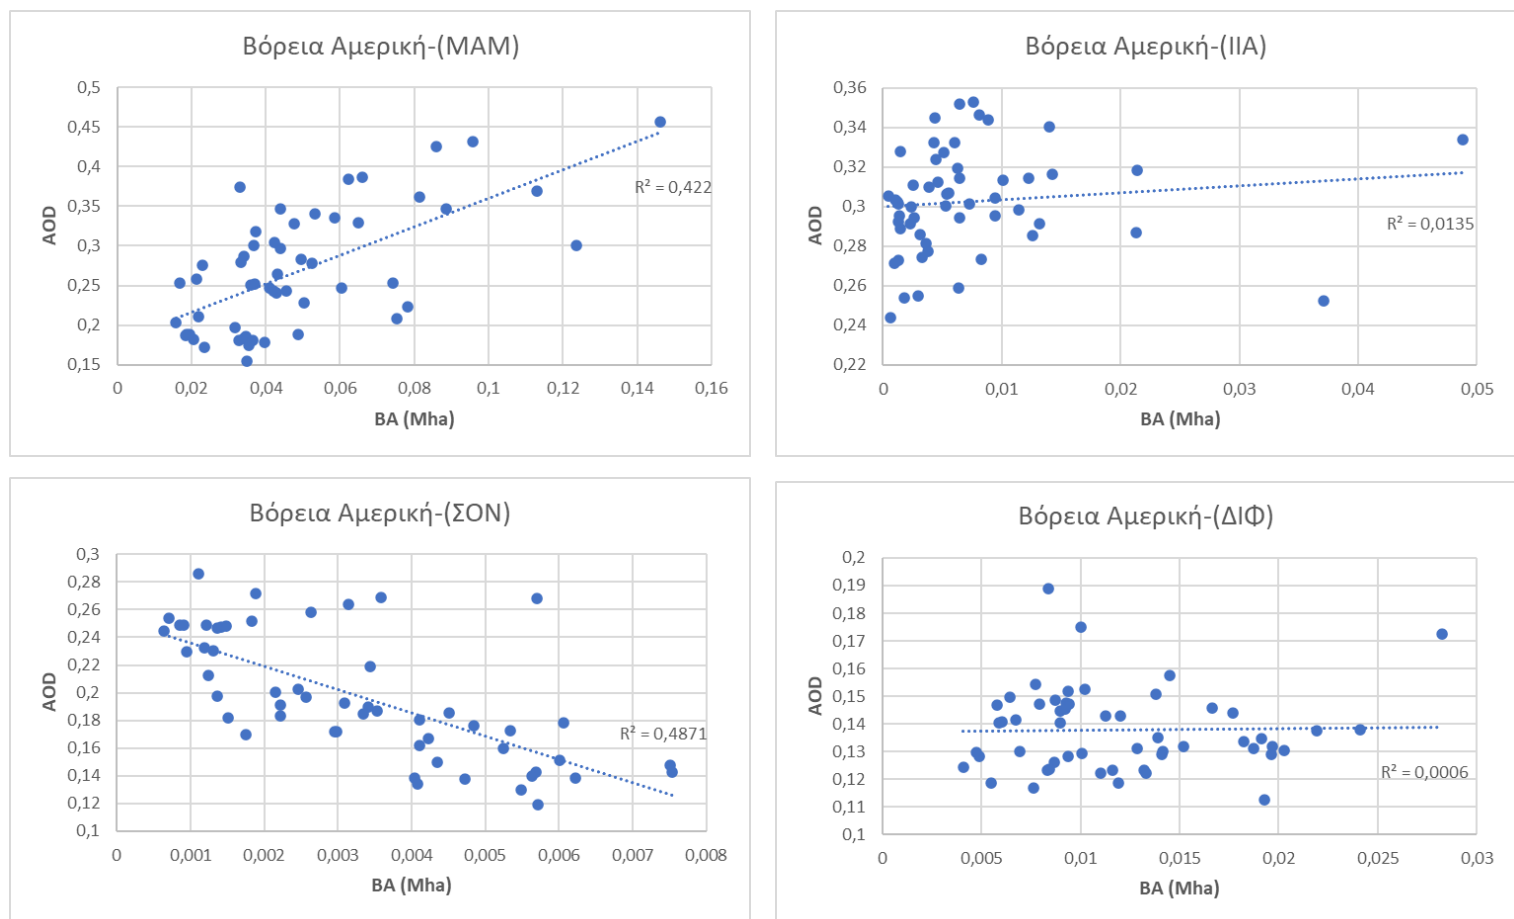 Βόρεια Αμερική-(ΜΑΜ)
0,5
0,45
0,4
0,35
0,3
0,25
0,2
0,15
AOD
R² = 0,422
0 0,02 0,04 0,06 0,08 0,1 0,12 0,14 0,16
BA (Mha)
Βόρεια Αμερική-(ΙΙΑ)
0,36
0,34
0,32
0,3
0,28
0,26
0,24
0,22
AOD
R² = 0,0135
0 0,01 0,02 0,03 0,04 0,05
BA (Mha)
Βόρεια Αμερική-(ΣΟΝ)
0,3
0,28
0,26
0,24
0,22
0,2
0,18
0,16
0,14
0,12
0,1
AOD
R² = 0,4871
0 0,001 0,002 0,003 0,004 0,005 0,006 0,007 0,008
BA (Mha)
Βόρεια Αμερική-(ΔΙΦ)
0,2
0,19
0,18
0,17
0,16
0,15
0,14
0,13
0,12
0,11
0,1
AOD
R² = 0,0006
0 0,005 0,01 0,015 0,02 0,025 0,03
BA (Mha)